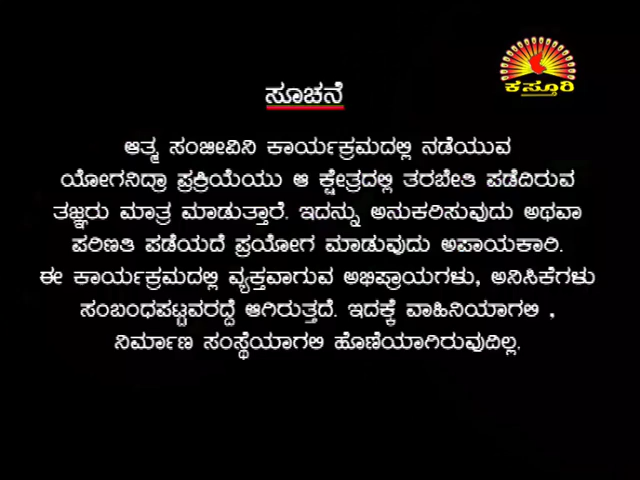 ಕಸ್ತೂರಿ
ಸೂಚನೆ
ಆತ್ಮ ಸಂಜೀವಿನಿ ಕಾರ್ಯಕ್ರಮದಲ್ಲಿ ನಡೆಯುವ
ಯೋಗನಿದ್ರಾ ಪ್ರಕ್ರಿಯೆಯು ಆ ಕ್ಷೇತ್ರದಲ್ಲಿ ತರಬೇತಿ ಪಡೆದಿರುವ
ತಜ್ಞರು ಮಾತ್ರ ಮಾಡುತ್ತಾರೆ. ಇದನ್ನು ಅನುಕರಿಸುವುದು ಅಥವಾ
ಪರಿಣತಿ ಪಡೆಯದೆ ಪ್ರಯೋಗ ಮಾಡುವುದು ಅಪಾಯಕಾರಿ.
ಈ ಕಾರ್ಯಕ್ರಮದಲ್ಲಿ ವ್ಯಕ್ತವಾಗುವ ಅಭಿಪ್ರಾಯಗಳು, ಅನಿಸಿಕೆಗಳು
ಸಂಬಂಧಪಟ್ಟವರದ್ದೆ ಆಗಿರುತ್ತದೆ. ಇದಕ್ಕೆ ವಾಹಿನಿಯಾಗಲಿ ,
ನಿರ್ಮಾಣ ಸಂಸ್ಥೆಯಾಗಲಿ ಹೊಣೆಯಾಗಿರುವುದಿಲ್ಲ.